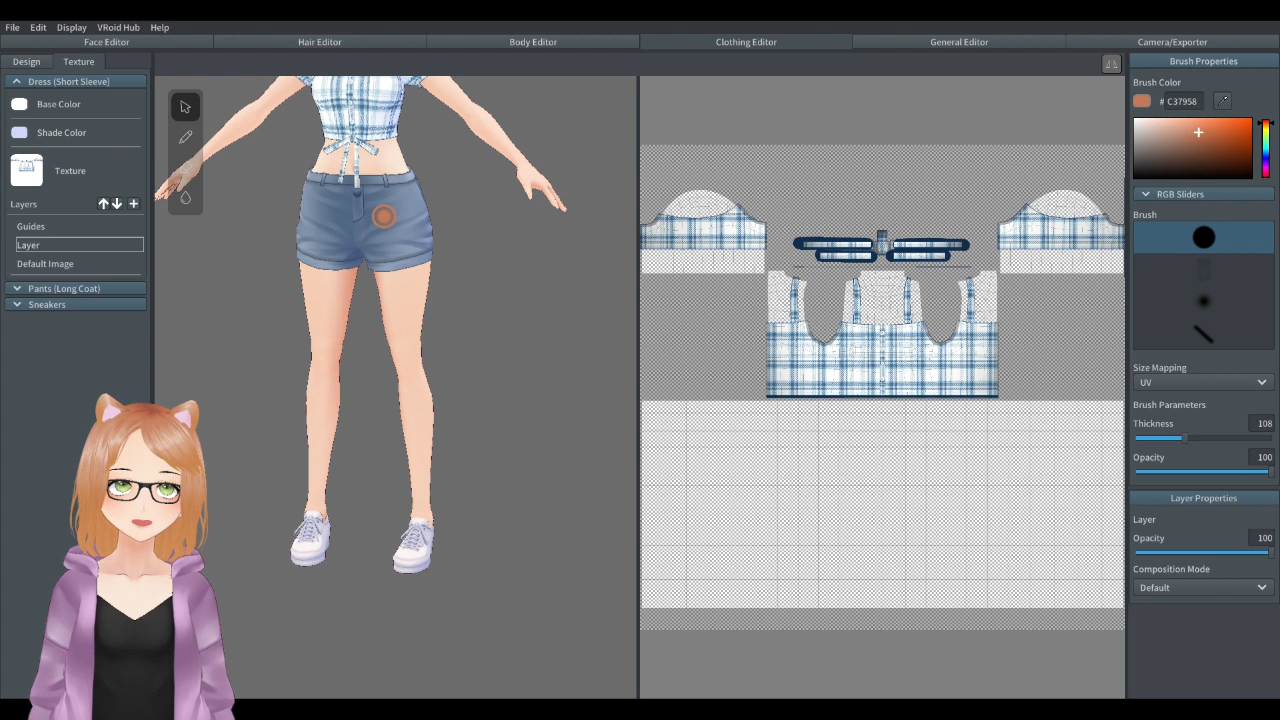 File Edit Display VRoid Hub Help
Face Editor Hair Editor Body Editor Clothing Editor General Editor Camera/Exporter
Design Texture
Dress (Short Sleeve)
Base Color
Shade Color
Texture
Layers
Guides
Layer
Default Image
Pants (Long Coat)
Sneakers
Brush Properties
Brush Color
# C37958
RGB Sliders
Brush
Size Mapping
UV
Brush Parameters
Thickness 108
Opacity 100
Layer Properties
Layer
Opacity 100
Composition Mode
Default